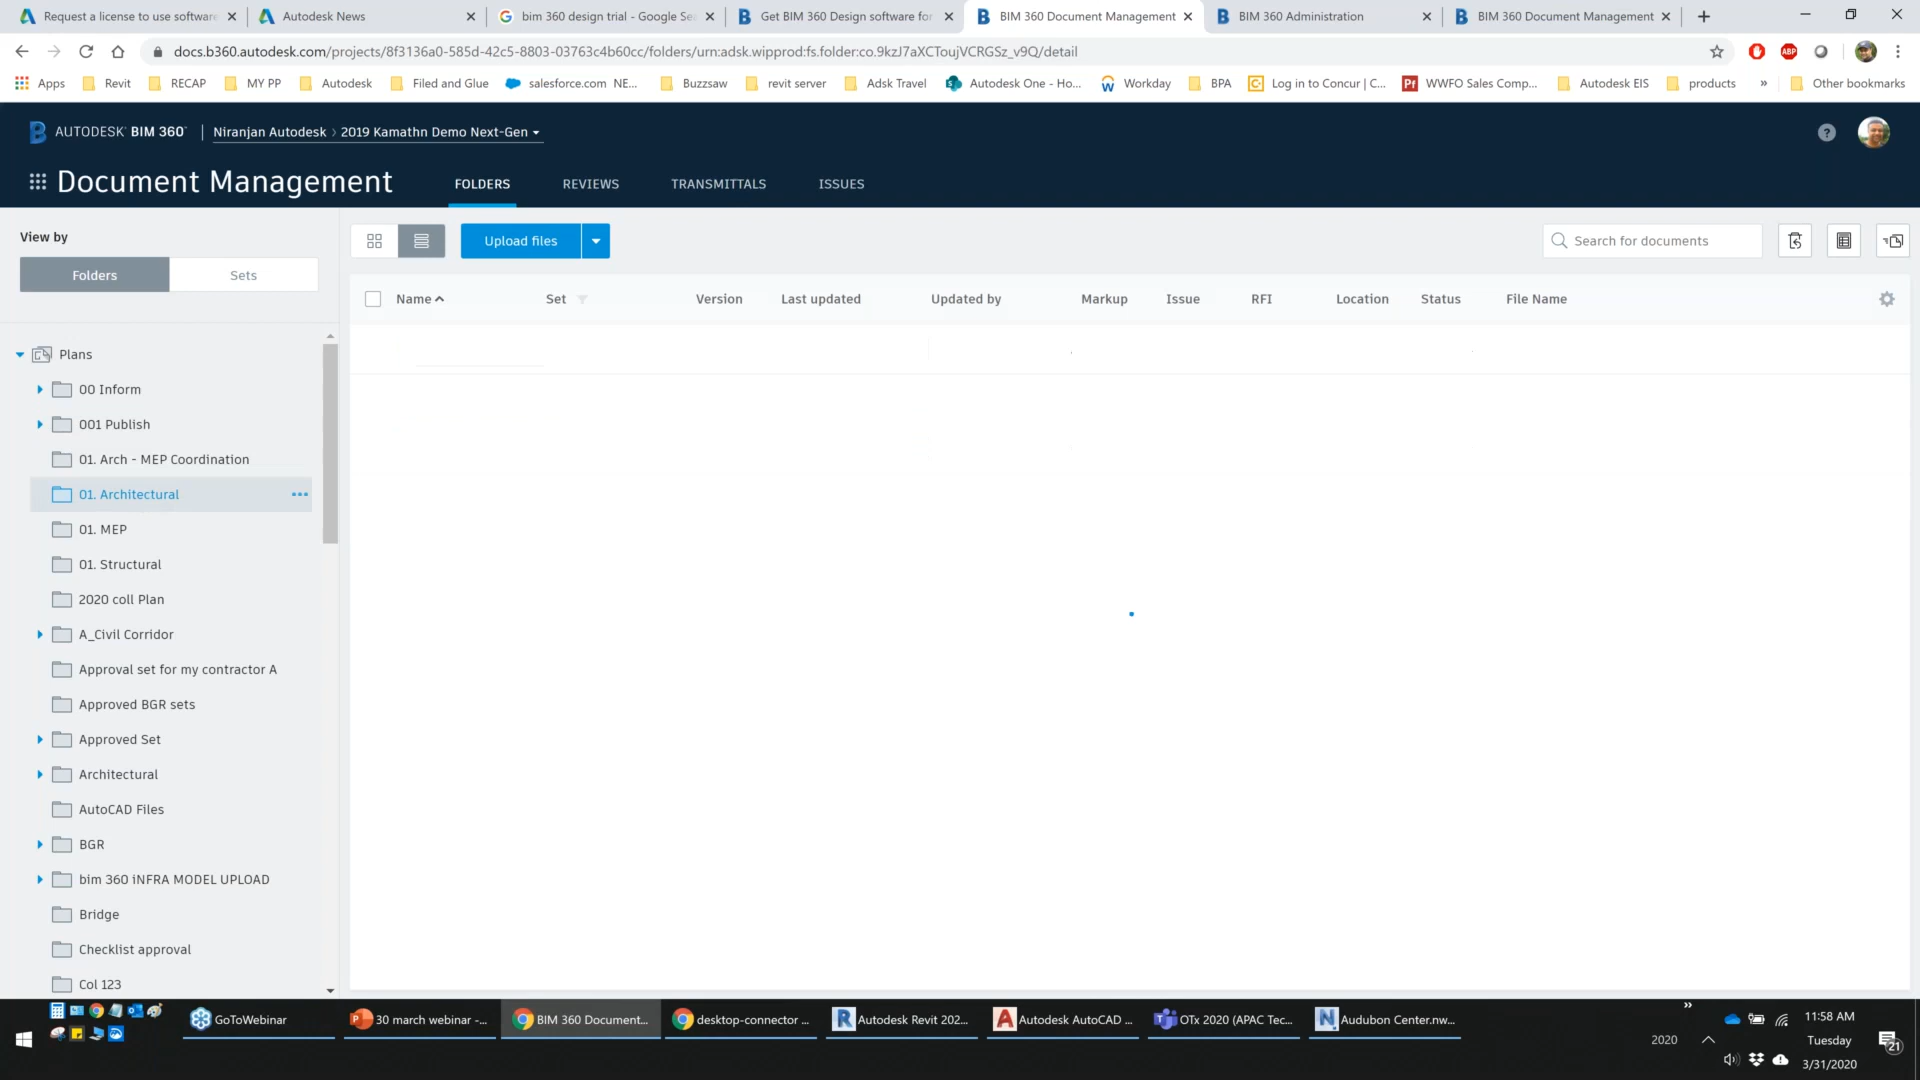 Request a license to use software
Autodesk News
bim 360 design trial - Google Se
Get BIM 360 Design software for
BIM 360 Document Management
BIM 360 Administration
BIM 360 Document Management
docs.b360.autodesk.com/projects/8f3136a0-585d-42c5-8803-03763c4b60cc/folders/urn:adsk.wipprod:fs.folder:co.9kzJ7aXCToujVCRGSz_v9Q/detail
ABP
Apps
Revit
RECAP
MY PP
Autodesk
Filed and Glue
salesforce.com NE...
Buzzsaw
revit server
Adsk Travel
Autodesk One - Ho...
Workday
BPA
Log in to Concur | C...
WWFO Sales Comp...
Autodesk EIS
products
»
Other bookmarks
AUTODESK BIM 360
Niranjan Autodesk > 2019 Kamathn Demo Next-Gen
Document Management
FOLDERS
REVIEWS
TRANSMITTALS
ISSUES
View by
Folders
Sets
Upload files
Search for documents
Name
Set
Version
Last updated
Updated by
Markup
Issue
RFI
Location
Status
File Name
Plans
00 Inform
001 Publish
01. Arch - MEP Coordination
01. Architectural
01. MEP
01. Structural
2020 coll Plan
A_Civil Corridor
Approval set for my contractor A
Approved BGR sets
Approved Set
Architectural
AutoCAD Files
BGR
bim 360 iNFRA MODEL UPLOAD
Bridge
Checklist approval
Col 123
GoToWebinar
30 march webinar -...
BIM 360 Document...
desktop-connector ...
Autodesk Revit 202...
Autodesk AutoCAD ...
OTx 2020 (APAC Tec...
Audubon Center.nw...
»
2020
11:58 AM
Tuesday
3/31/2020
21